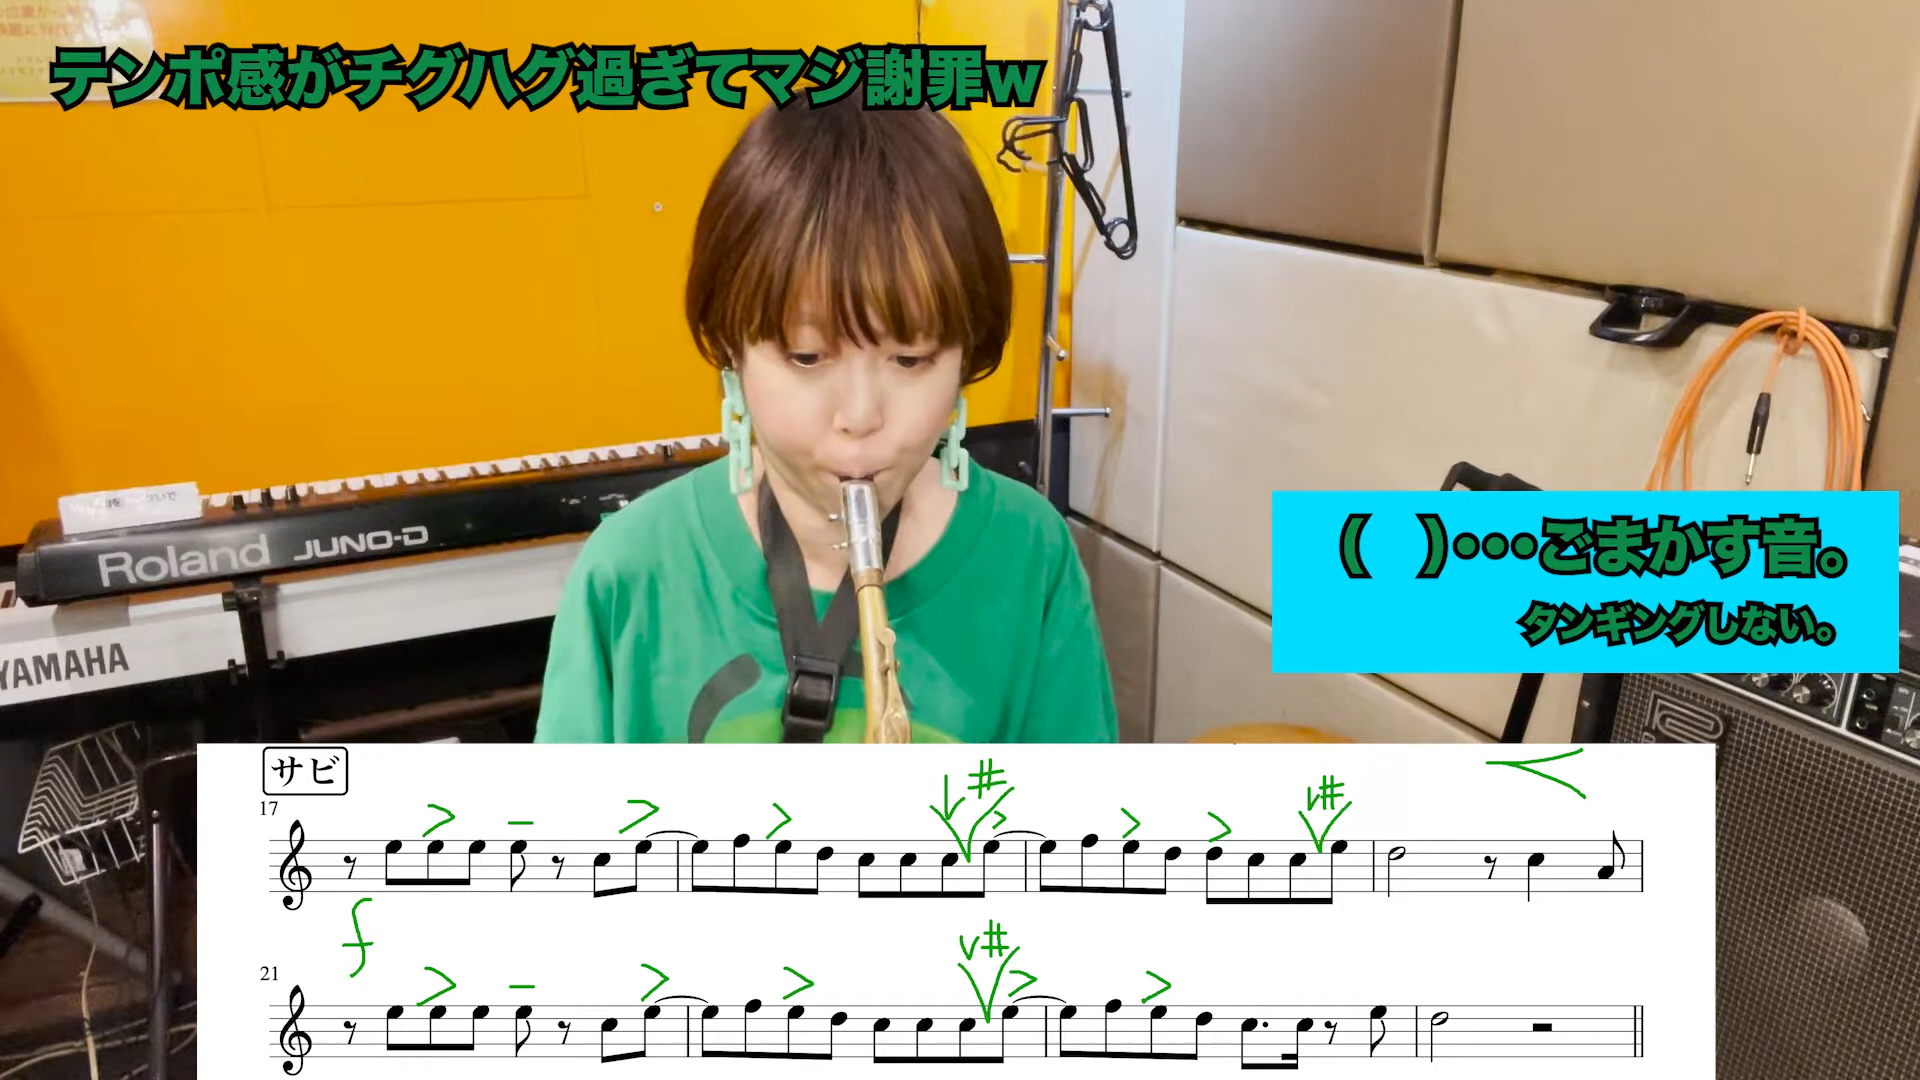 テンポ感がチグハグ過ぎてマジ謝罪w
Roland JUNO-D
YAMAHA
(　)・・・ごまかす音。
タンギングしない。
サビ
17
f
21